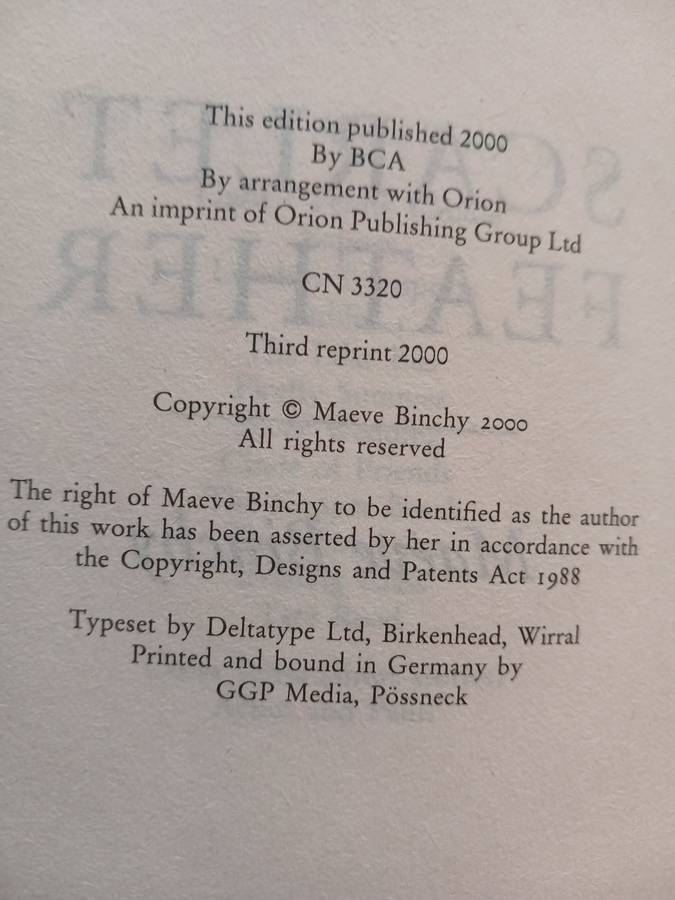 This edition published 2000
By BCA
By arrangement with Orion
An imprint of Orion Publishing Group Ltd
CN 3320
Third reprint 2000
Copyright © Maeve Binchy 2000
All rights reserved
The right of Maeve Binchy to be identified as the author
of this work has been asserted by her in accordance with
the Copyright, Designs and Patents Act 1988
Typeset by Deltatype Ltd, Birkenhead, Wirral
Printed and bound in Germany by
GGP Media, Pössneck
SCARLET
FEATHER